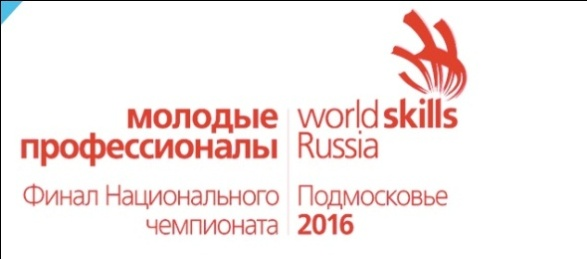 молодые
профессионалы
Финал Национального
чемпионата
worldskills
Russia
Подмосковье
2016